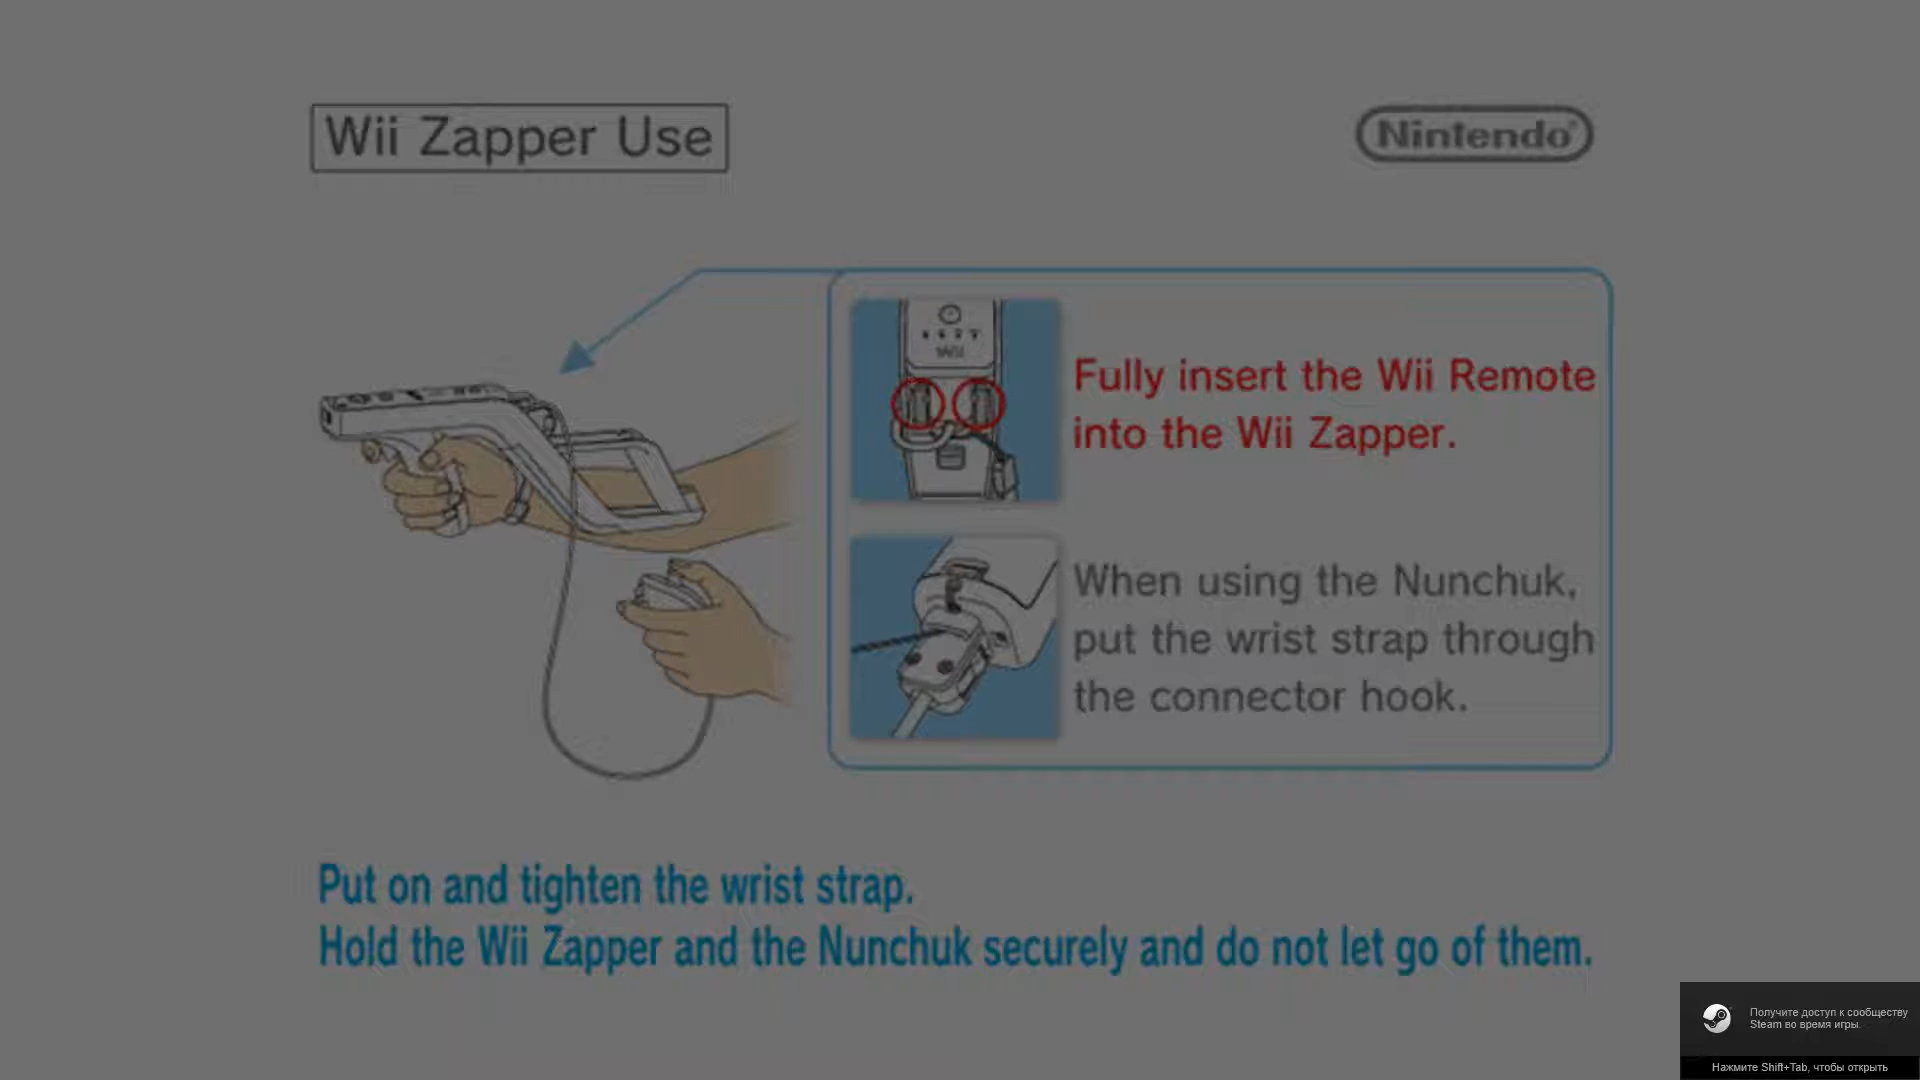 Wii Zapper Use
Nintendo®
Wii
Fully insert the Wii Remote
into the Wii Zapper.
When using the Nunchuk,
put the wrist strap through
the connector hook.
Put on and tighten the wrist strap.
Hold the Wii Zapper and the Nunchuk securely and do not let go of them.
Получите доступ к сообществу
Steam во время игры.
Нажмите Shift+Tab, чтобы открыть